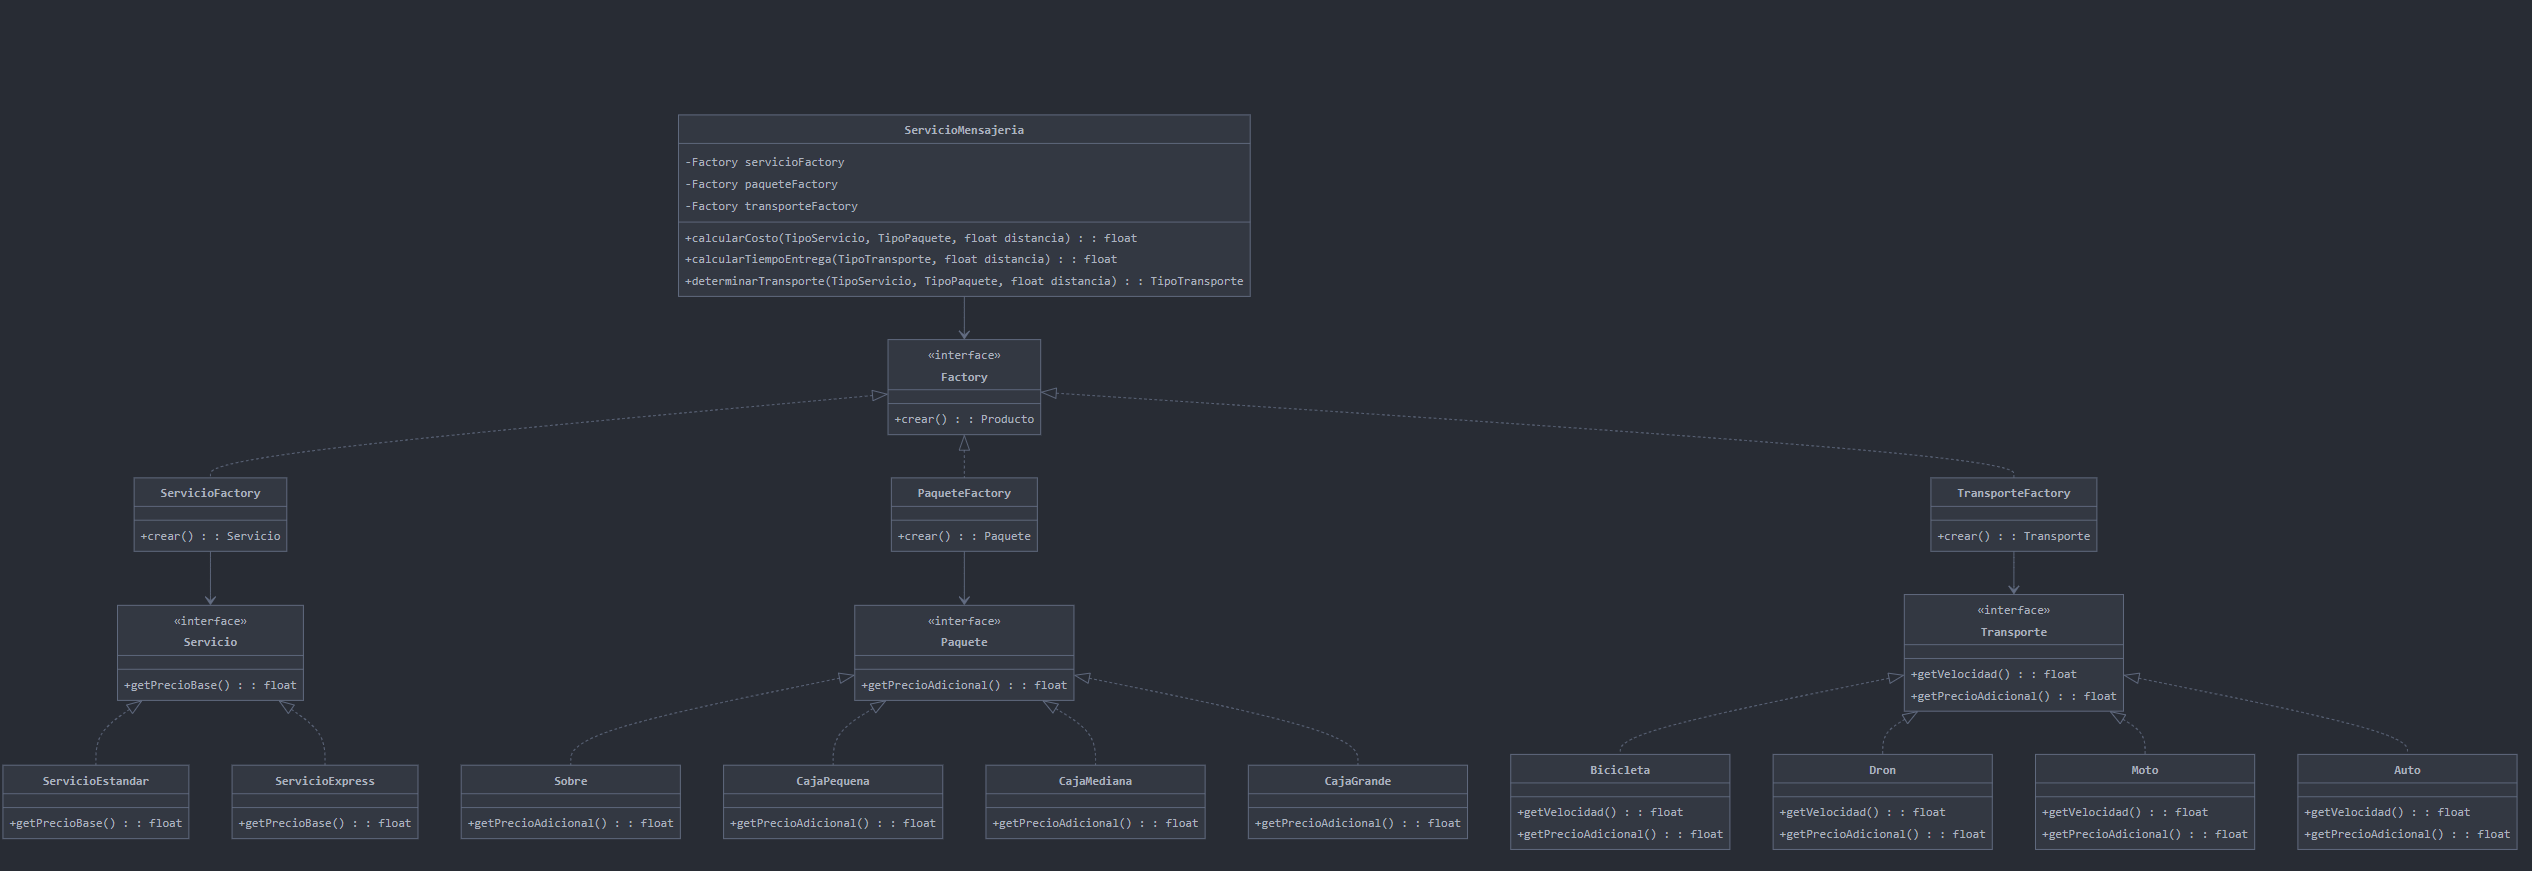 ServicioMensajeria
-Factory servicioFactory
-Factory paqueteFactory
-Factory transporteFactory
+calcularCosto(TipoServicio, TipoPaquete, float distancia) : : float
+calcularTiempoEntrega(TipoTransporte, float distancia) : : float
+determinarTransporte(TipoServicio, TipoPaquete, float distancia) : : TipoTransporte
«interface»
Factory
+crear() : : Producto
ServicioFactory
+crear() : : Servicio
PaqueteFactory
+crear() : : Paquete
TransporteFactory
+crear() : : Transporte
«interface»
Servicio
+getPrecioBase() : : float
«interface»
Paquete
+getPrecioAdicional() : : float
«interface»
Transporte
+getVelocidad() : : float
+getPrecioAdicional() : : float
ServicioEstandar
+getPrecioBase() : : float
ServicioExpress
+getPrecioBase() : : float
Sobre
+getPrecioAdicional() : : float
CajaPequena
+getPrecioAdicional() : : float
CajaMediana
+getPrecioAdicional() : : float
CajaGrande
+getPrecioAdicional() : : float
Bicicleta
+getVelocidad() : : float
+getPrecioAdicional() : : float
Dron
+getVelocidad() : : float
+getPrecioAdicional() : : float
Moto
+getVelocidad() : : float
+getPrecioAdicional() : : float
Auto
+getVelocidad() : : float
+getPrecioAdicional() : : float